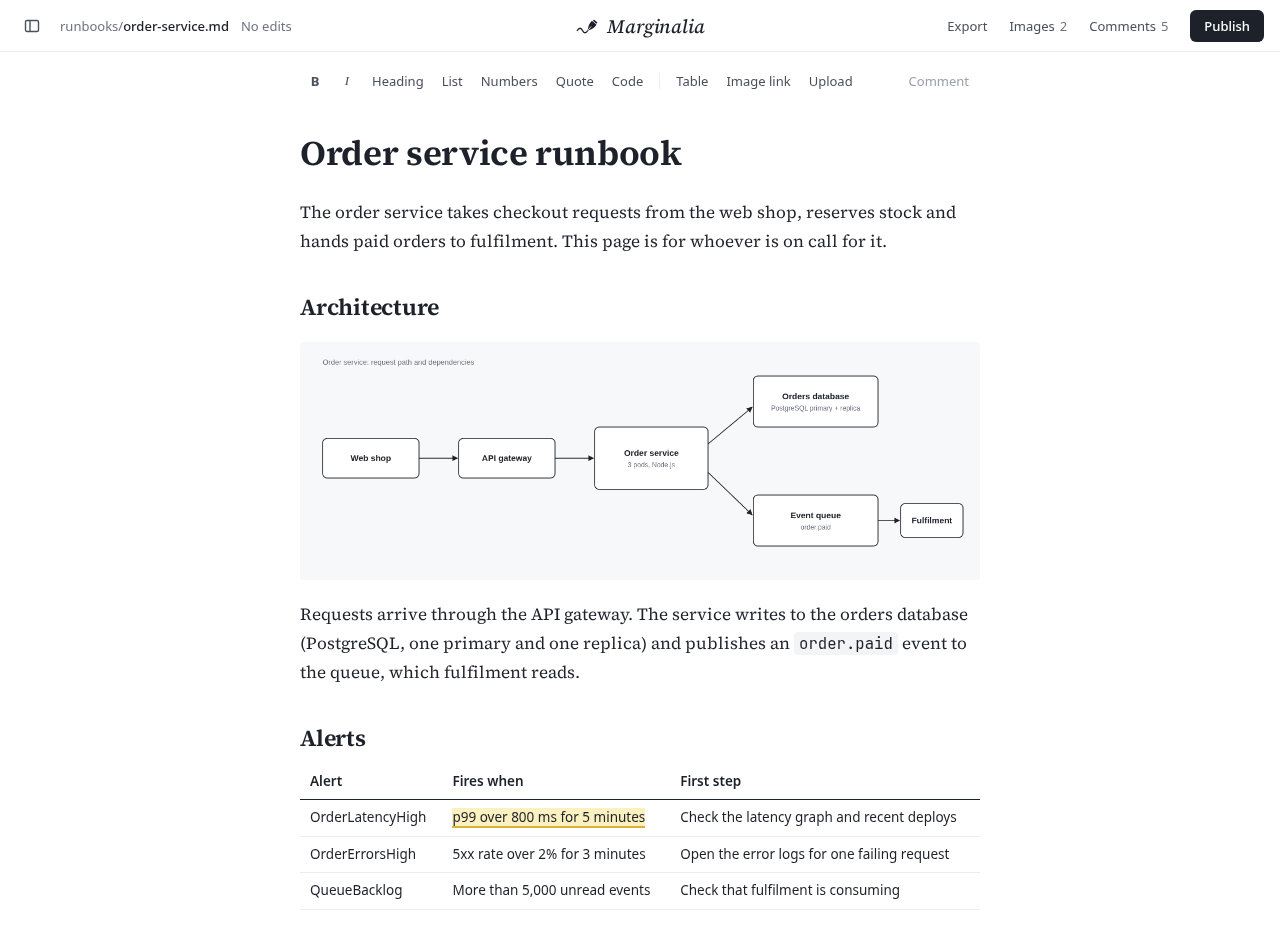 runbooks/order-service.md No edits
Marginalia
Export Images 2 Comments 5 Publish
B I Heading List Numbers Quote Code Table Image link Upload Comment
Order service runbook
The order service takes checkout requests from the web shop, reserves stock and
hands paid orders to fulfilment. This page is for whoever is on call for it.
Architecture
Order service: request path and dependencies
Web shop
API gateway
Order service
3 pods, Node.js
Orders database
PostgreSQL primary + replica
Event queue
order.paid
Fulfilment
Requests arrive through the API gateway. The service writes to the orders database
(PostgreSQL, one primary and one replica) and publishes an order.paid event to
the queue, which fulfilment reads.
Alerts
Alert Fires when First step
OrderLatencyHigh p99 over 800 ms for 5 minutes Check the latency graph and recent deploys
OrderErrorsHigh 5xx rate over 2% for 3 minutes Open the error logs for one failing request
QueueBacklog More than 5,000 unread events Check that fulfilment is consuming